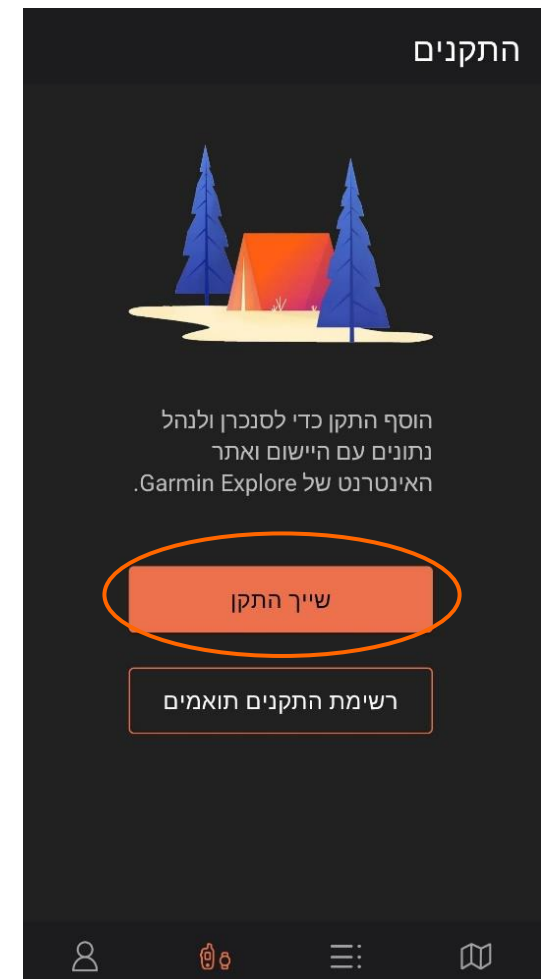 התקנים
הוסף התקן כדי לסנכרן ולנהל
נתונים עם היישום ואתר
האינטרנט של Garmin Explore.
שייך התקן
רשימת התקנים תואמים